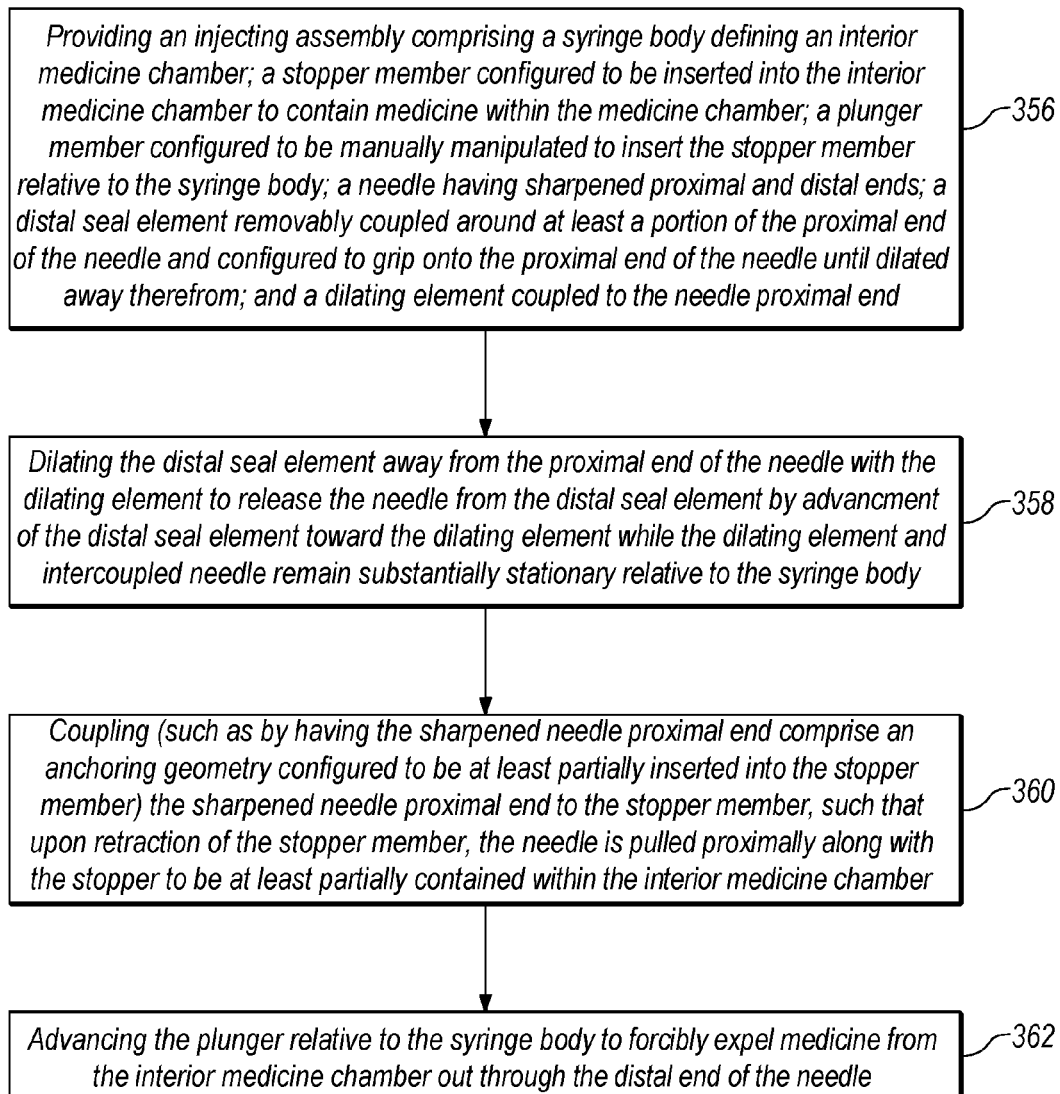 Providing an injecting assembly comprising a syringe body defining an interior
medicine chamber; a stopper member configured to be inserted into the interior
medicine chamber to contain medicine within the medicine chamber; a plunger
member configured to be manually manipulated to insert the stopper member
relative to the syringe body; a needle having sharpened proximal and distal ends; a
distal seal element removably coupled around at least a portion of the proximal end
of the needle and configured to grip onto the proximal end of the needle until dilated
away therefrom; and a dilating element coupled to the needle proximal end
356
Dilating the distal seal element away from the proximal end of the needle with the
dilating element to release the needle from the distal seal element by advancment
of the distal seal element toward the dilating element while the dilating element and
intercoupled needle remain substantially stationary relative to the syringe body
358
Coupling (such as by having the sharpened needle proximal end comprise an
anchoring geometry configured to be at least partially inserted into the stopper
member) the sharpened needle proximal end to the stopper member, such that
upon retraction of the stopper member, the needle is pulled proximally along with
the stopper to be at least partially contained within the interior medicine chamber
360
Advancing the plunger relative to the syringe body to forcibly expel medicine from
the interior medicine chamber out through the distal end of the needle
362